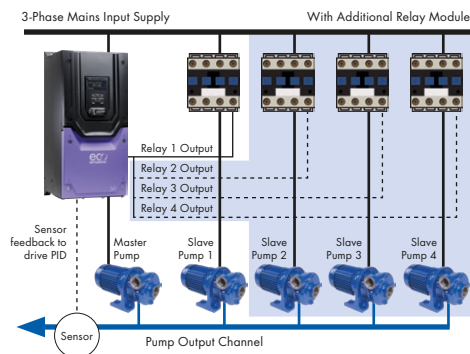 3-Phase Mains Input Supply
With Additional Relay Module
eco
Relay 1 Output
Relay 2 Output
Relay 3 Output
Relay 4 Output
Sensor
feedback to
drive PID
Master
Pump
Slave
Pump 1
Slave
Pump 2
Slave
Pump 3
Slave
Pump 4
Sensor
Pump Output Channel